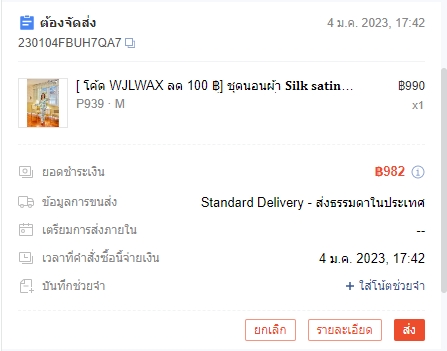 ต้องจัดส่ง 4 ม.ค. 2023, 17:42
230104FBUH7QA7
[ โค้ด WJLWAX ลด 100 ฿] ชุดนอนผ้า Silk satin... ฿990
P939 · M x1
ยอดชำระเงิน ฿982
ข้อมูลการขนส่ง Standard Delivery - ส่งธรรมดาในประเทศ
เตรียมการส่งภายใน --
เวลาที่คำสั่งซื้อนี้จ่ายเงิน 4 ม.ค. 2023, 17:42
บันทึกช่วยจำ + ใส่โน้ตช่วยจำ
ยกเลิก รายละเอียด ส่ง